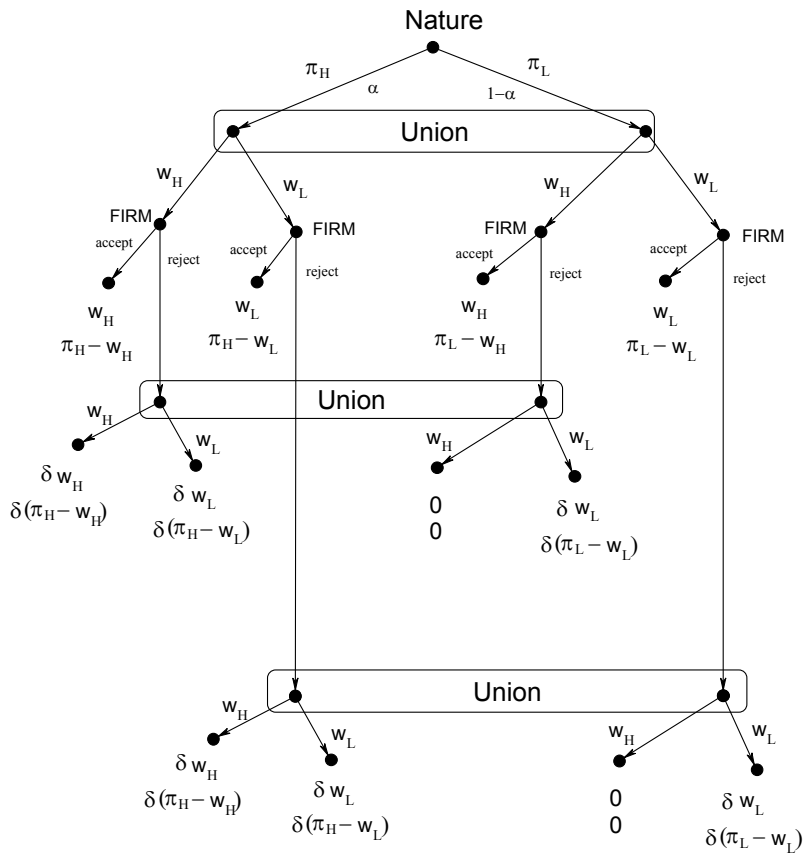 Nature
π_H
π_L
α
1−α
Union
w_H
w_L
w_H
w_L
FIRM
FIRM
FIRM
FIRM
accept
reject
accept
reject
accept
reject
accept
reject
w_H
π_H − w_H
w_L
π_H − w_L
w_H
π_L − w_H
w_L
π_L − w_L
Union
w_H
w_L
w_H
w_L
δ w_H
δ(π_H − w_H)
δ w_L
δ(π_H − w_L)
0
0
δ w_L
δ(π_L − w_L)
Union
w_H
w_L
w_H
w_L
δ w_H
δ(π_H − w_H)
δ w_L
δ(π_H − w_L)
0
0
δ w_L
δ(π_L − w_L)